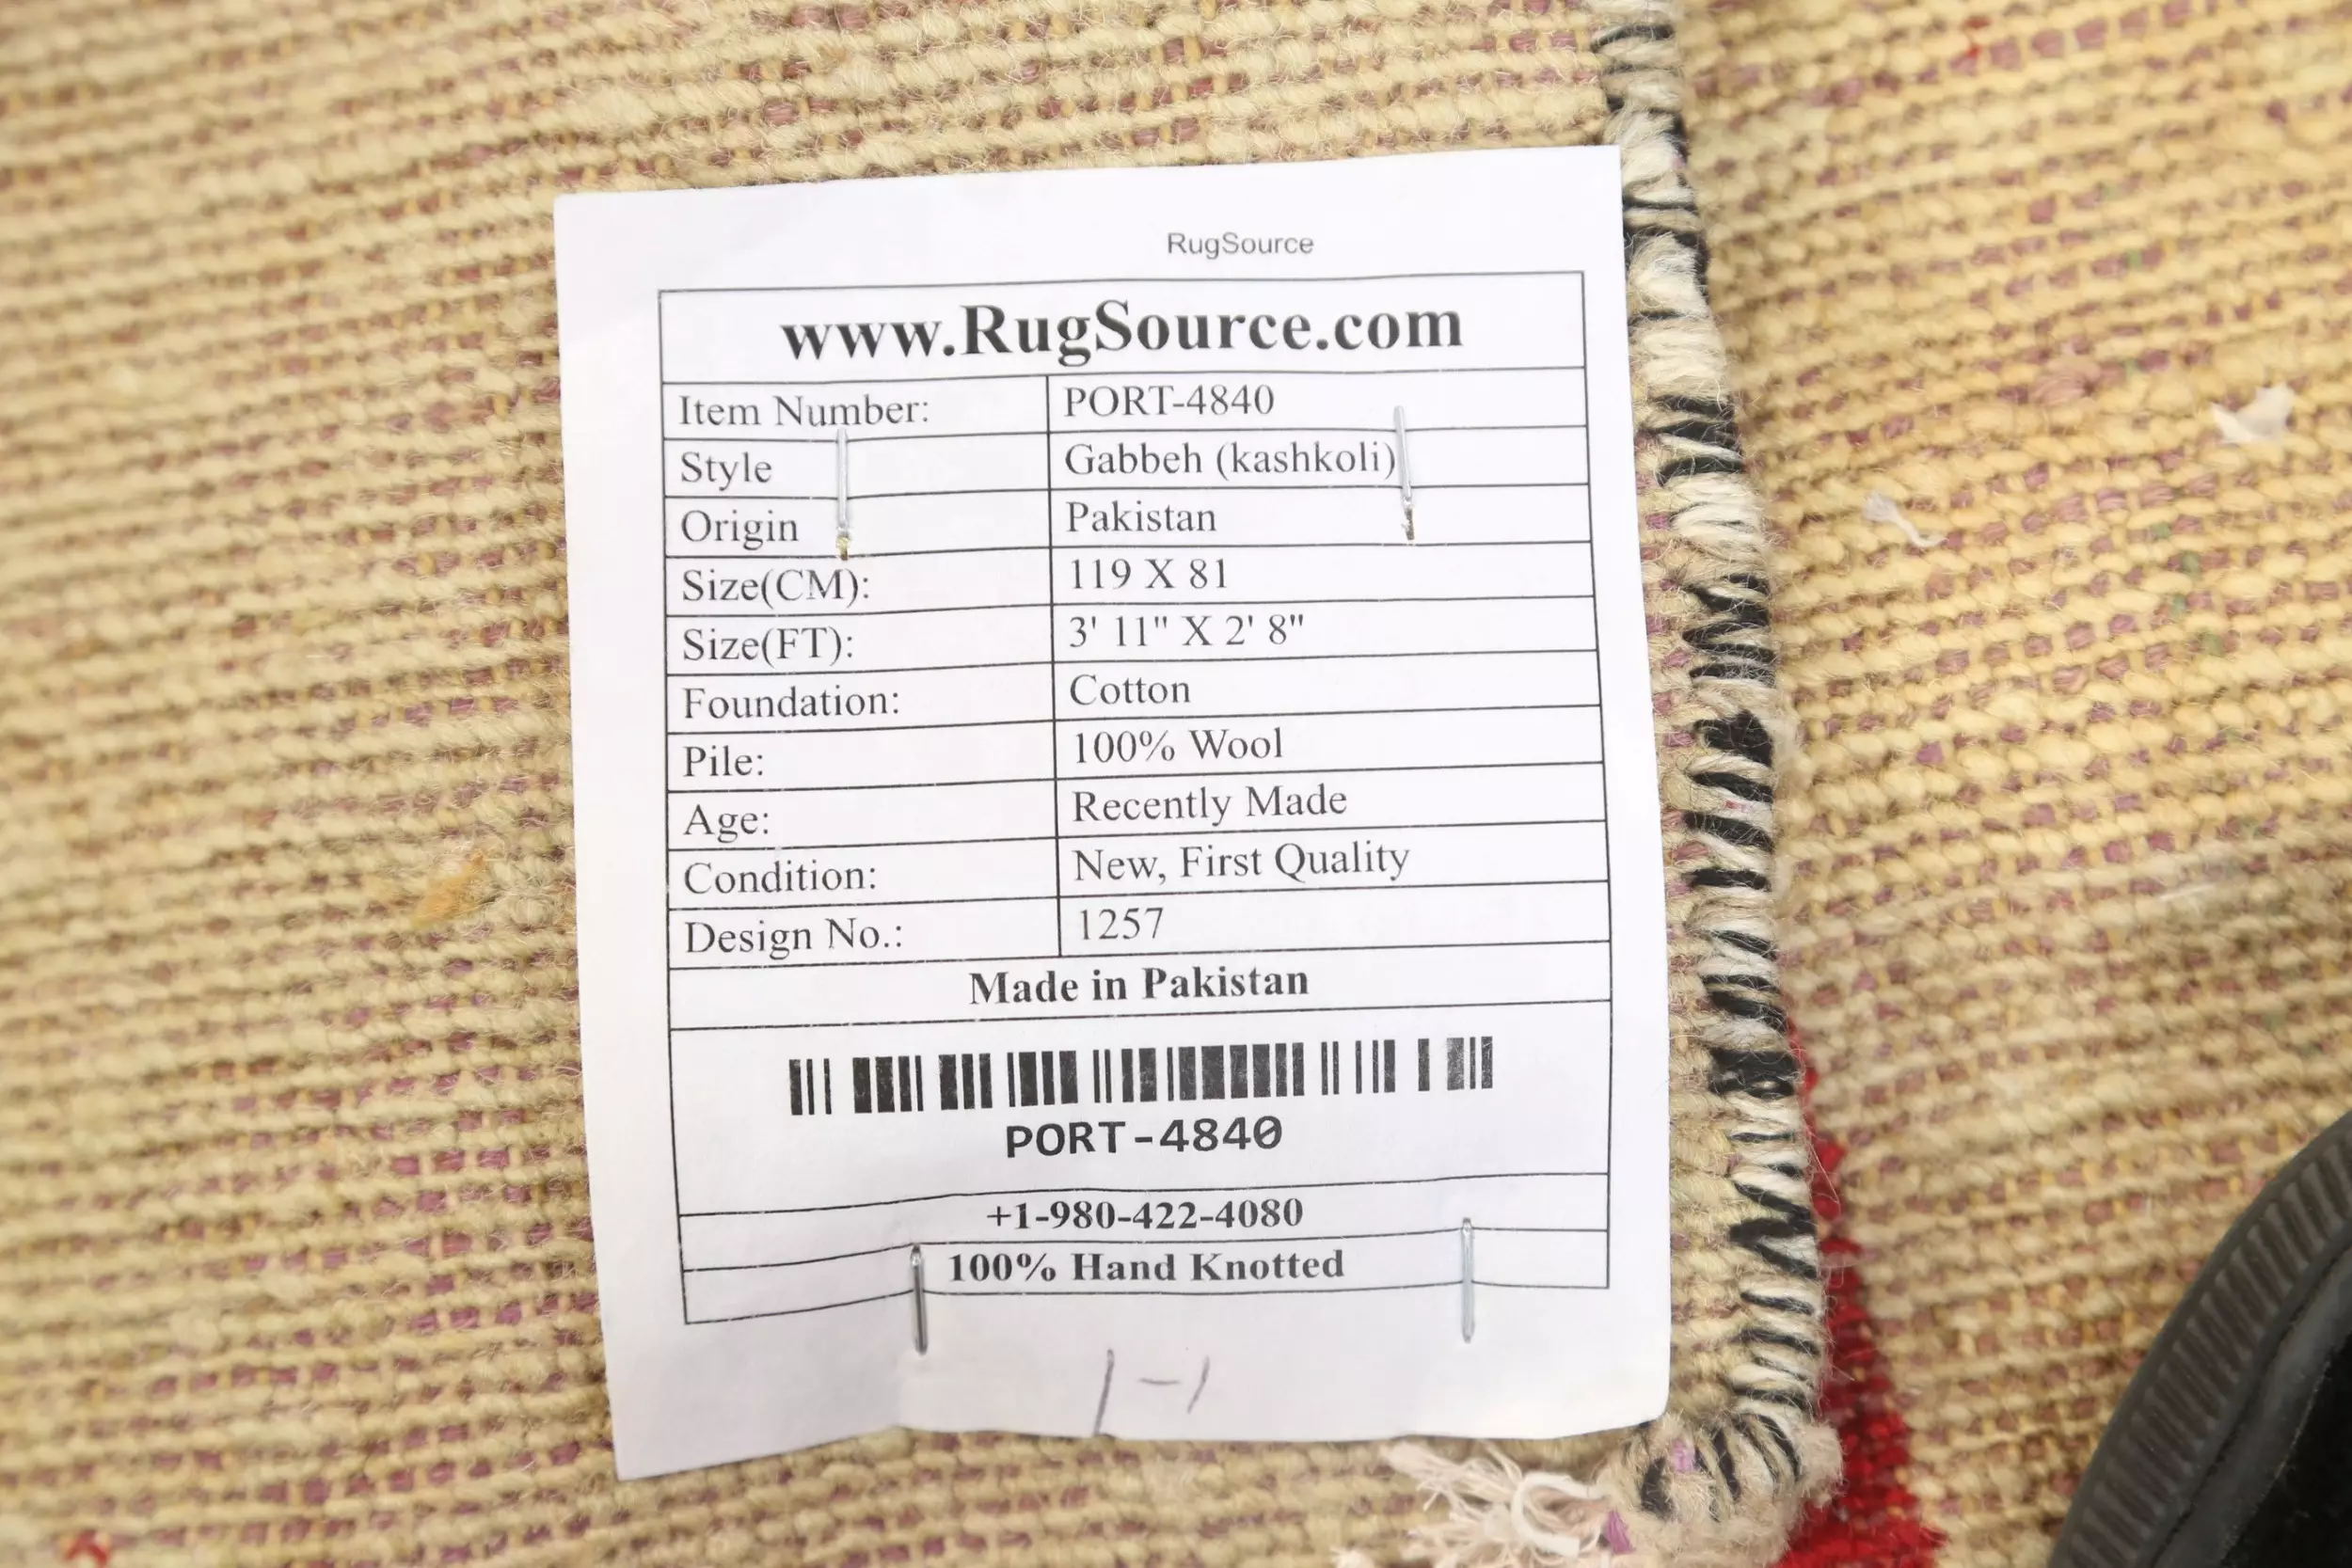 RugSource
www.RugSource.com
Item Number: PORT-4840
Style Gabbeh (kashkoli)
Origin Pakistan
Size(CM): 119 X 81
Size(FT): 3' 11" X 2' 8"
Foundation: Cotton
Pile: 100% Wool
Age: Recently Made
Condition: New, First Quality
Design No.: 1257
Made in Pakistan
PORT-4840
+1-980-422-4080
100% Hand Knotted
1-1